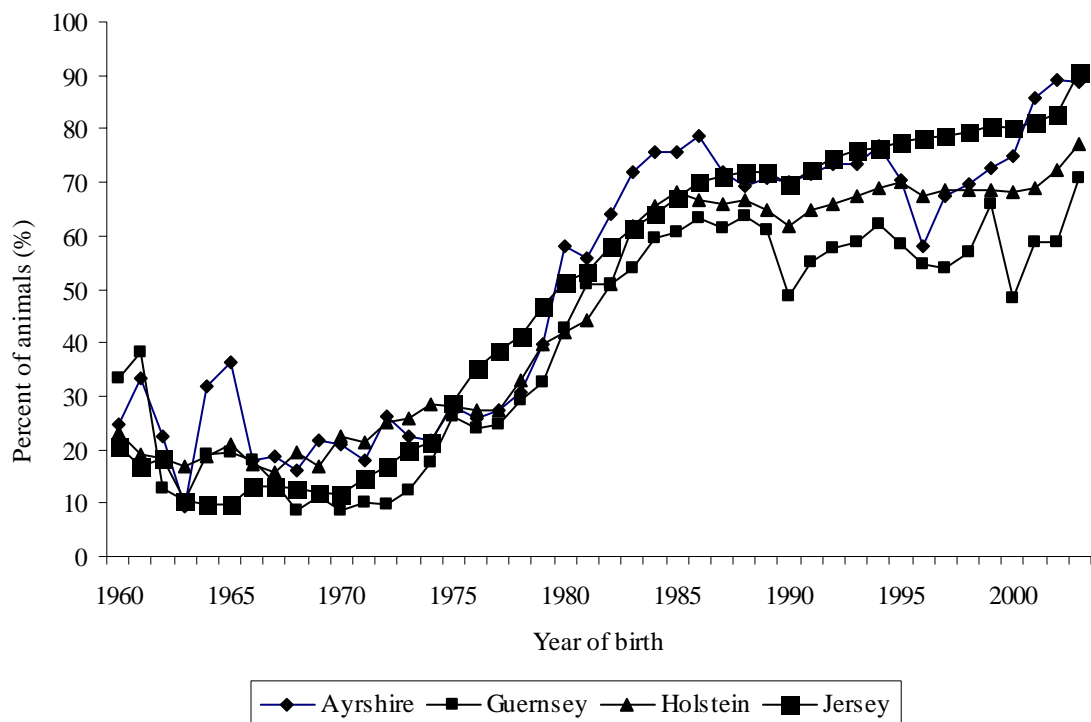 Percent of animals (%)
100
90
80
70
60
50
40
30
20
10
0
1960 1965 1970 1975 1980 1985 1990 1995 2000
Year of birth
Ayrshire Guernsey Holstein Jersey